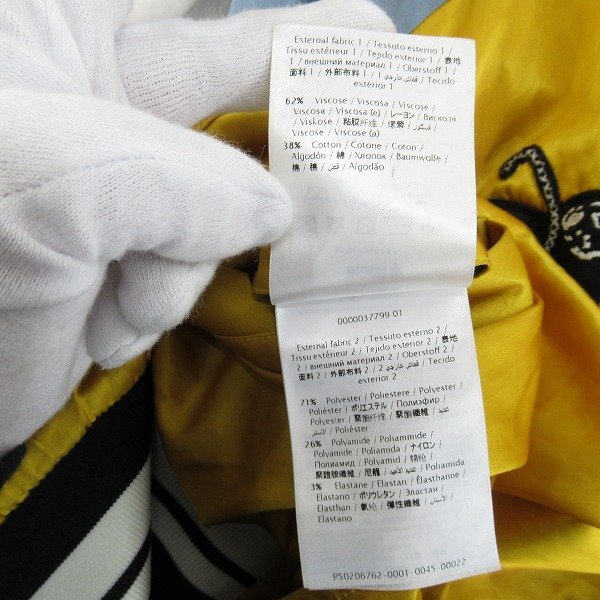 External fabric 1 / Tessuto esterno 1 /
Tissu extérieur 1 / Tejido exterior 1 / 表地
1 / внешний материал 1 / Oberstoff 1 /
面料 1 / 外部布料 1 / 1 قماش خارجي / Tecido
exterior 1
62% Viscose / Viscosa / Viscose /
Viscosa / Viscosa (e) / レーヨン / Вискоза
/ Viskose / 粘胶纤维 / 嫘縈 / فسكوز /
Viscose / Viscose (a)
38% Cotton / Cotone / Coton /
Algodón / 綿 / Хлопок / Baumwolle /
棉 / 棉 / قطن / Algodão
0000037799 01
External fabric 2 / Tessuto esterno 2 /
Tissu extérieur 2 / Tejido exterior 2 / 表地
2 / внешний материал 2 / Oberstoff 2 /
面料 2 / 外部布料 2 / 2 قماش خارجي / Tecido
exterior 2
71% Polyester / Poliestere / Polyester /
Poliéster / ポリエステル / Полиэфир /
Polyester / 聚酯纤维 / 聚酯纖維 /
/ Poliéster
26% Polyamide / Poliammide /
Polyamide / Poliamida / ナイロン /
Полиамид / Polyamid / 锦纶 /
聚醯胺纖維 / 尼龍 / / Poliamida
3% Elastane / Elastan / Élasthanne /
Elastano / ポリウレタン / Эластан /
Elasthan / 氨纶 / 彈性纖維 / /
Elastano
P50206762-0001-0045-00022